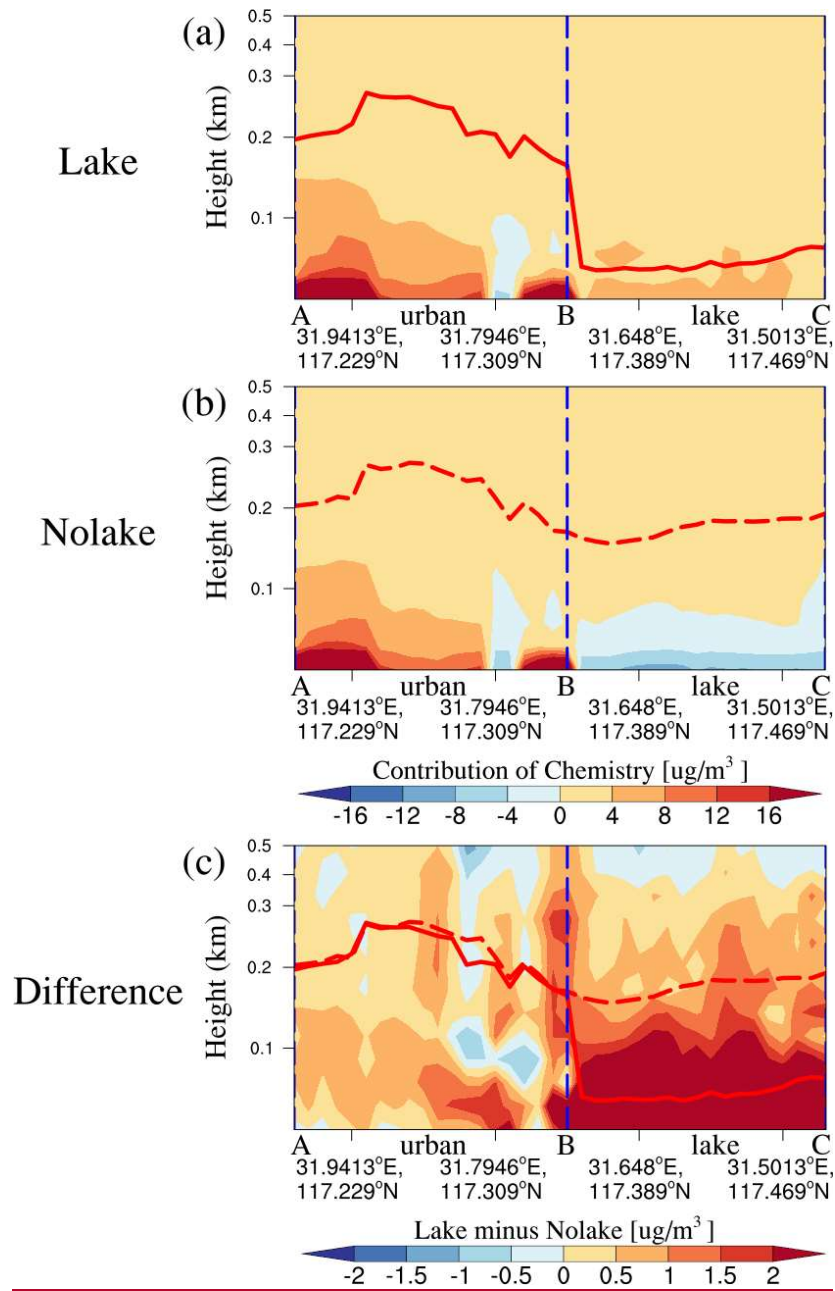 (a)
Lake
Height (km)
0.5
0.4
0.3
0.2
0.1
A urban B lake C
31.9413°E, 31.7946°E, 31.648°E, 31.5013°E,
117.229°N 117.309°N 117.389°N 117.469°N
(b)
Nolake
Height (km)
0.5
0.4
0.3
0.2
0.1
A urban B lake C
31.9413°E, 31.7946°E, 31.648°E, 31.5013°E,
117.229°N 117.309°N 117.389°N 117.469°N
Contribution of Chemistry [ug/m³ ]
-16 -12 -8 -4 0 4 8 12 16
(c)
Difference
Height (km)
0.5
0.4
0.3
0.2
0.1
A urban B lake C
31.9413°E, 31.7946°E, 31.648°E, 31.5013°E,
117.229°N 117.309°N 117.389°N 117.469°N
Lake minus Nolake [ug/m³ ]
-2 -1.5 -1 -0.5 0 0.5 1 1.5 2